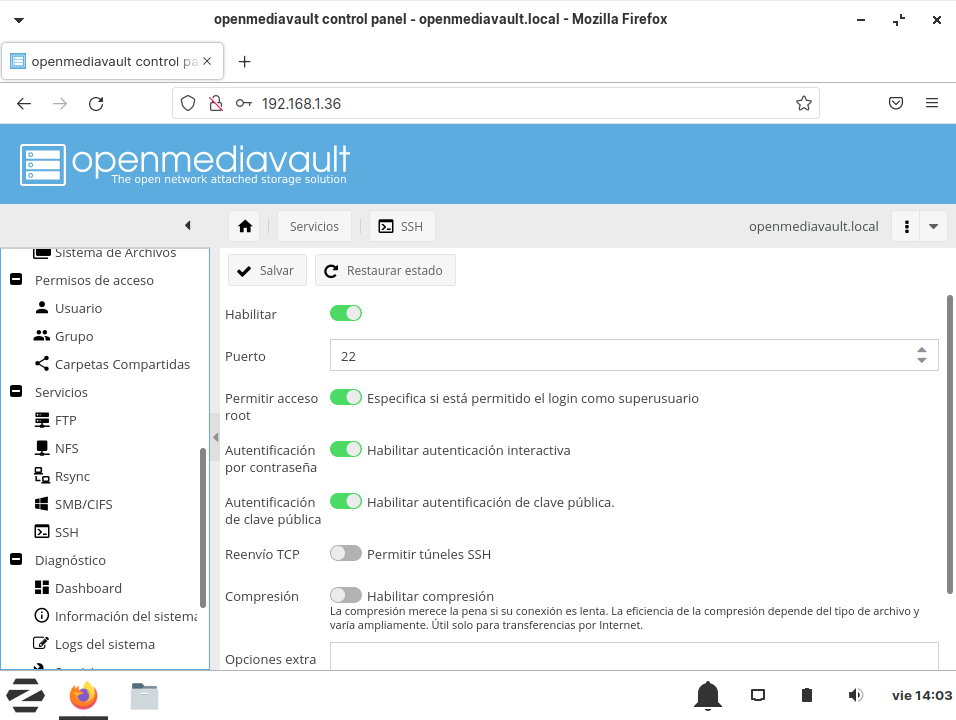 openmediavault control panel - openmediavault.local - Mozilla Firefox
openmediavault control pa
192.168.1.36
openmediavault
The open network attached storage solution
Servicios
SSH
openmediavault.local
Sistema de Archivos
Permisos de acceso
Usuario
Grupo
Carpetas Compartidas
Servicios
FTP
NFS
Rsync
SMB/CIFS
SSH
Diagnóstico
Dashboard
Información del sistema
Logs del sistema
Salvar
Restaurar estado
Habilitar
Puerto
22
Permitir acceso
root
Especifica si está permitido el login como superusuario
Autentificación
por contraseña
Habilitar autenticación interactiva
Autentificación
de clave pública
Habilitar autentificación de clave pública.
Reenvío TCP
Permitir túneles SSH
Compresión
Habilitar compresión
La compresión merece la pena si su conexión es lenta. La eficiencia de la compresión depende del tipo de archivo y
varía ampliamente. Útil solo para transferencias por Internet.
Opciones extra
vie 14:03